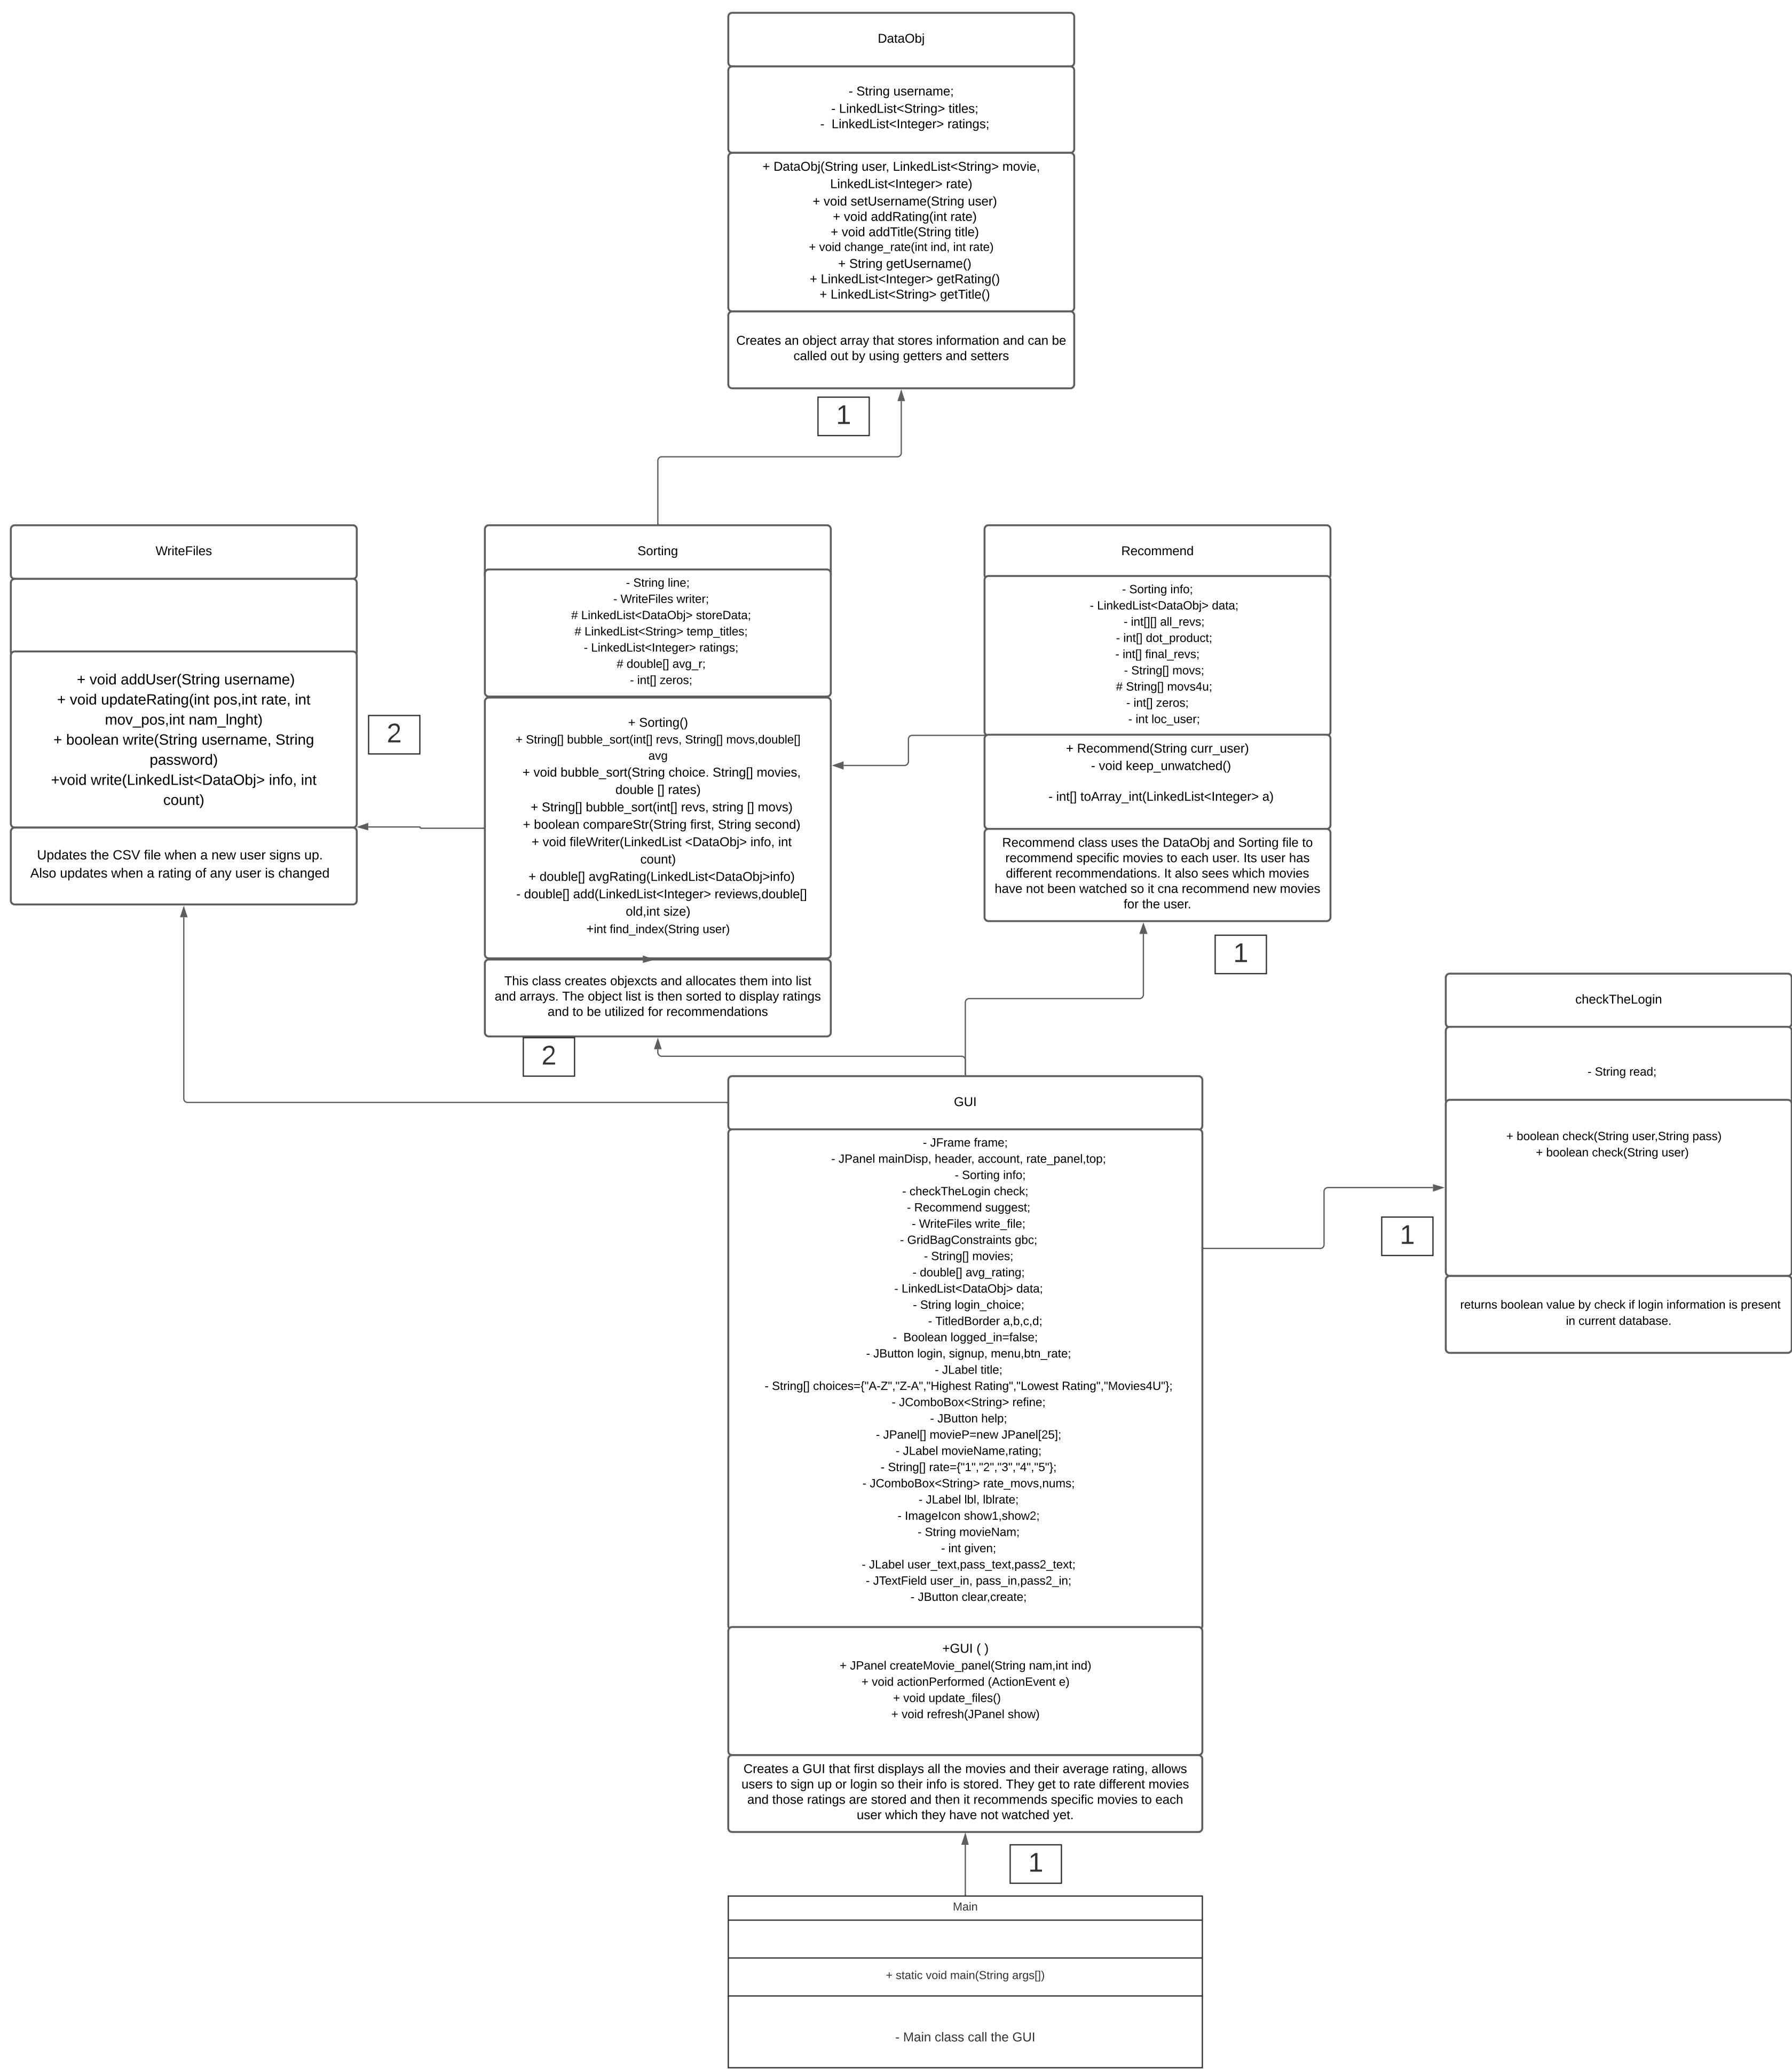 DataObj
- String username;
- LinkedList<String> titles;
- LinkedList<Integer> ratings;
+ DataObj(String user, LinkedList<String> movie,
LinkedList<Integer> rate)
+ void setUsername(String user)
+ void addRating(int rate)
+ void addTitle(String title)
+ void change_rate(int ind, int rate)
+ String getUsername()
+ LinkedList<Integer> getRating()
+ LinkedList<String> getTitle()
Creates an object array that stores information and can be
called out by using getters and setters
1
WriteFiles
+ void addUser(String username)
+ void updateRating(int pos,int rate, int
mov_pos,int nam_lnght)
+ boolean write(String username, String
password)
+void write(LinkedList<DataObj> info, int
count)
Updates the CSV file when a new user signs up.
Also updates when a rating of any user is changed
2
Sorting
- String line;
- WriteFiles writer;
# LinkedList<DataObj> storeData;
# LinkedList<String> temp_titles;
- LinkedList<Integer> ratings;
# double[] avg_r;
- int[] zeros;
+ Sorting()
+ String[] bubble_sort(int[] revs, String[] movs,double[]
avg
+ void bubble_sort(String choice. String[] movies,
double [] rates)
+ String[] bubble_sort(int[] revs, string [] movs)
+ boolean compareStr(String first, String second)
+ void fileWriter(LinkedList <DataObj> info, int
count)
+ double[] avgRating(LinkedList<DataObj>info)
- double[] add(LinkedList<Integer> reviews,double[]
old,int size)
+int find_index(String user)
This class creates objexcts and allocates them into list
and arrays. The object list is then sorted to display ratings
and to be utilized for recommendations
2
Recommend
- Sorting info;
- LinkedList<DataObj> data;
- int[][] all_revs;
- int[] dot_product;
- int[] final_revs;
- String[] movs;
# String[] movs4u;
- int[] zeros;
- int loc_user;
+ Recommend(String curr_user)
- void keep_unwatched()
- int[] toArray_int(LinkedList<Integer> a)
Recommend class uses the DataObj and Sorting file to
recommend specific movies to each user. Its user has
different recommendations. It also sees which movies
have not been watched so it cna recommend new movies
for the user.
1
checkTheLogin
- String read;
+ boolean check(String user,String pass)
+ boolean check(String user)
returns boolean value by check if login information is present
in current database.
1
GUI
- JFrame frame;
- JPanel mainDisp, header, account, rate_panel,top;
- Sorting info;
- checkTheLogin check;
- Recommend suggest;
- WriteFiles write_file;
- GridBagConstraints gbc;
- String[] movies;
- double[] avg_rating;
- LinkedList<DataObj> data;
- String login_choice;
- TitledBorder a,b,c,d;
- Boolean logged_in=false;
- JButton login, signup, menu,btn_rate;
- JLabel title;
- String[] choices={"A-Z","Z-A","Highest Rating","Lowest Rating","Movies4U"};
- JComboBox<String> refine;
- JButton help;
- JPanel[] movieP=new JPanel[25];
- JLabel movieName,rating;
- String[] rate={"1","2","3","4","5"};
- JComboBox<String> rate_movs,nums;
- JLabel lbl, lblrate;
- ImageIcon show1,show2;
- String movieNam;
- int given;
- JLabel user_text,pass_text,pass2_text;
- JTextField user_in, pass_in,pass2_in;
- JButton clear,create;
+GUI ( )
+ JPanel createMovie_panel(String nam,int ind)
+ void actionPerformed (ActionEvent e)
+ void update_files()
+ void refresh(JPanel show)
Creates a GUI that first displays all the movies and their average rating, allows
users to sign up or login so their info is stored. They get to rate different movies
and those ratings are stored and then it recommends specific movies to each
user which they have not watched yet.
1
Main
+ static void main(String args[])
- Main class call the GUI